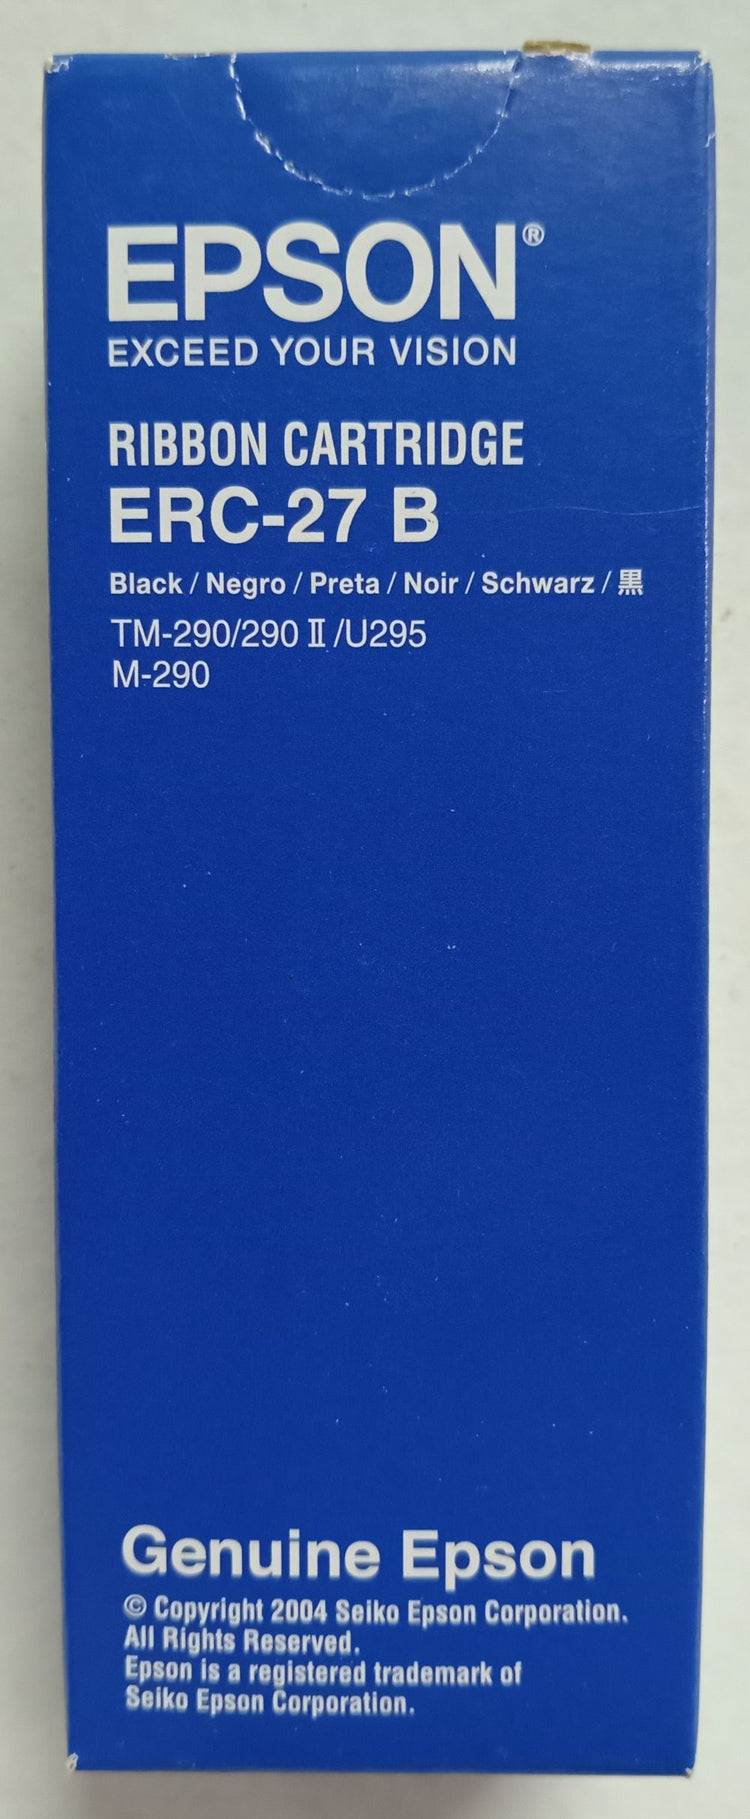 EPSON®
EXCEED YOUR VISION
RIBBON CARTRIDGE
ERC-27 B
Black / Negro / Preta / Noir / Schwarz / 黒
TM-290/290 II /U295
M-290
Genuine Epson
© Copyright 2004 Seiko Epson Corporation.
All Rights Reserved.
Epson is a registered trademark of
Seiko Epson Corporation.